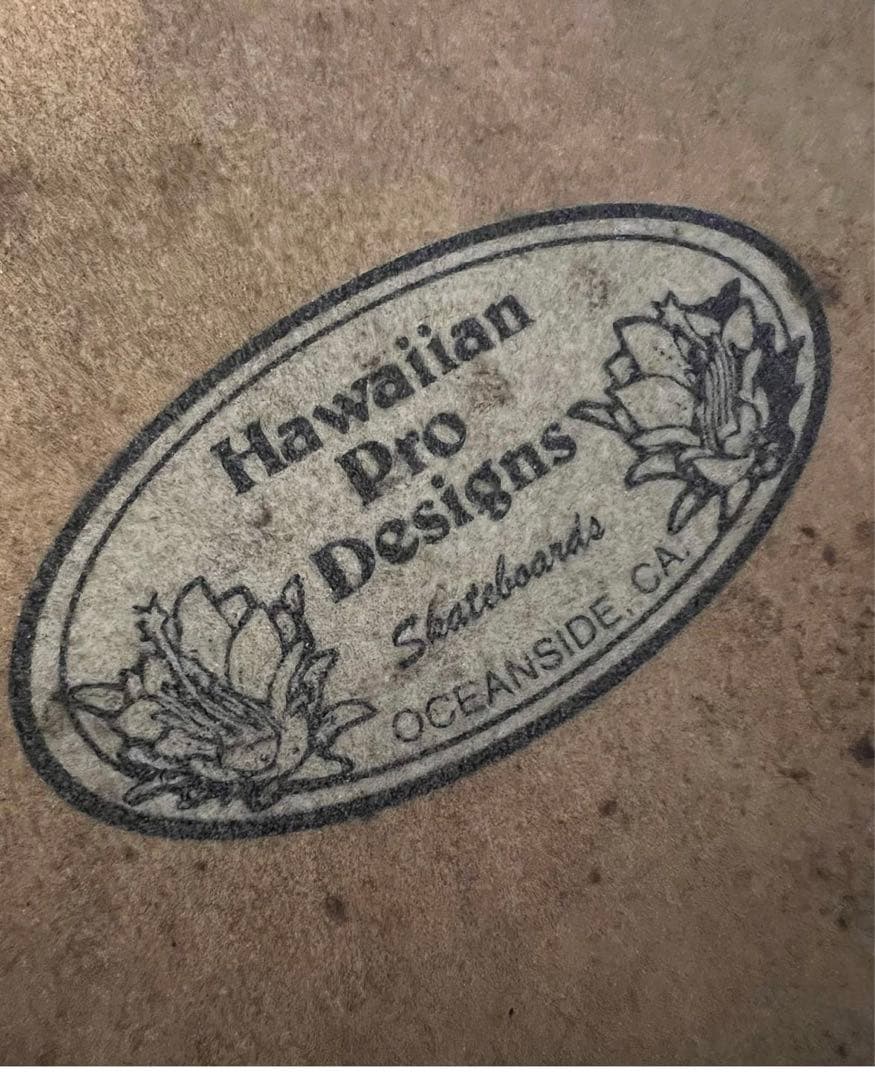 Hawaiian
Pro
Designs
Skateboards
OCEANSIDE, CA.